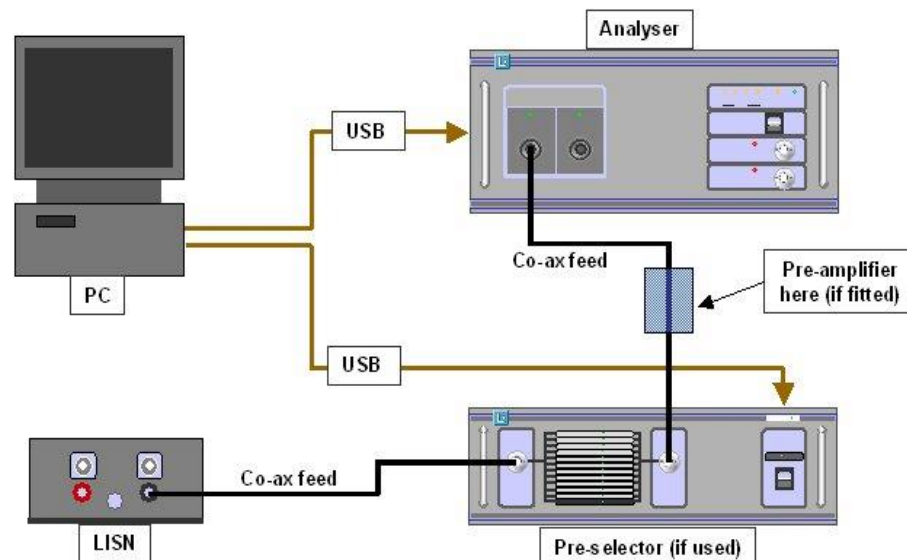 Analyser
USB
Co-ax feed
PC
Pre-amplifier
here (if fitted)
USB
Co-ax feed
LISN
Pre-selector (if used)